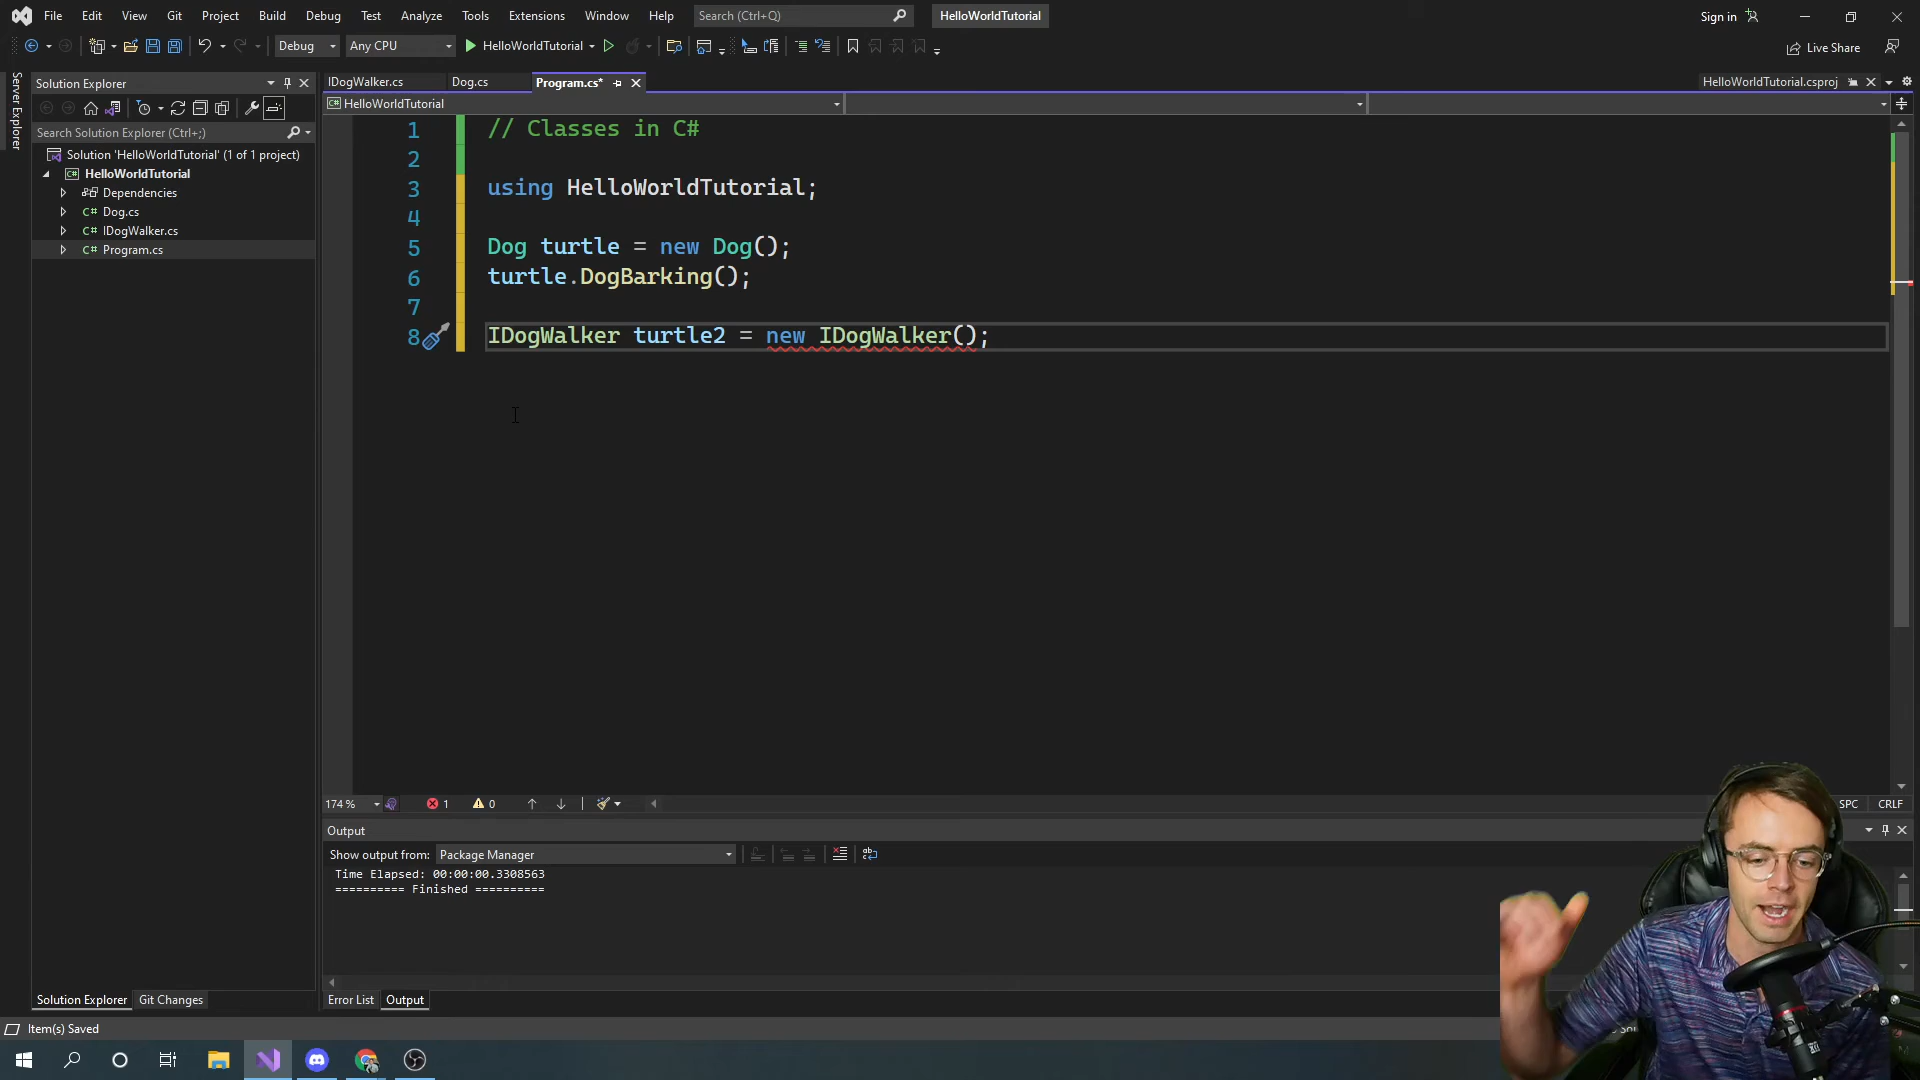 File Edit View Git Project Build Debug Test Analyze Tools Extensions Window Help Search (Ctrl+Q) HelloWorldTutorial Sign in
Debug Any CPU HelloWorldTutorial Live Share
Server Explorer
Solution Explorer
Search Solution Explorer (Ctrl+;)
Solution 'HelloWorldTutorial' (1 of 1 project)
C# HelloWorldTutorial
Dependencies
C# Dog.cs
C# IDogWalker.cs
C# Program.cs
IDogWalker.cs Dog.cs Program.cs* HelloWorldTutorial.csproj
C# HelloWorldTutorial
1 // Classes in C#
2
3 using HelloWorldTutorial;
4
5 Dog turtle = new Dog();
6 turtle.DogBarking();
7
8 IDogWalker turtle2 = new IDogWalker();
174 % 1 0 SPC CRLF
Output
Show output from: Package Manager
Time Elapsed: 00:00:00.3308563
========== Finished ==========
Solution Explorer Git Changes Error List Output
Item(s) Saved